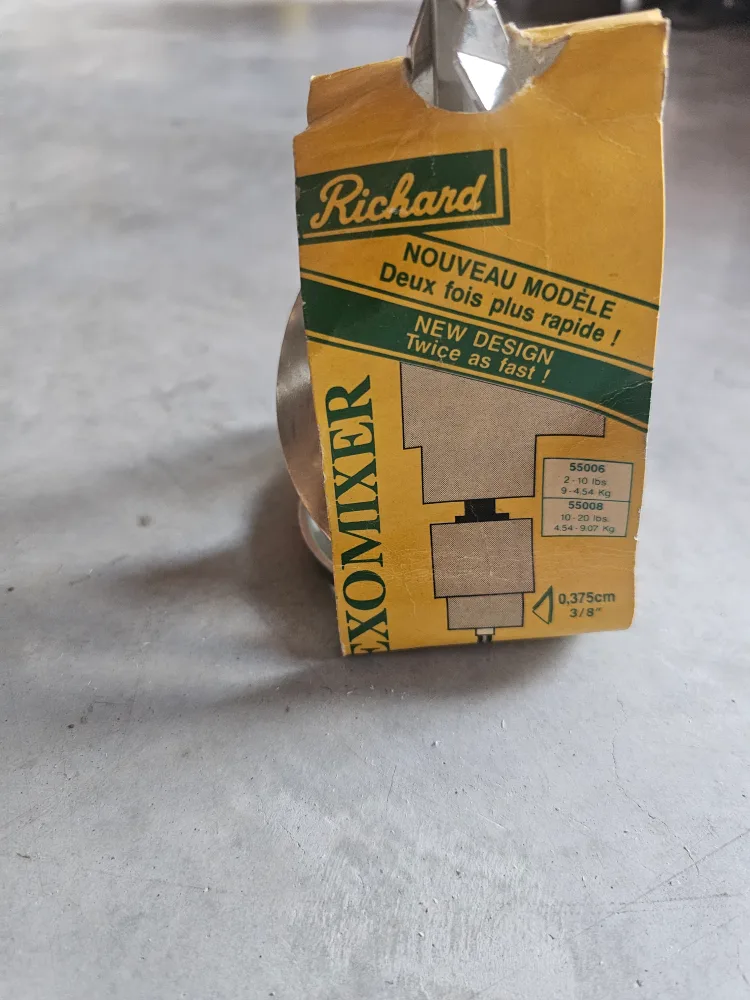 Richard
NOUVEAU MODÈLE
Deux fois plus rapide !
NEW DESIGN
Twice as fast !
EXOMIXER
55006
2-10 lbs
9-4.54 Kg
55008
10-20 lbs.
4.54-9.07 Kg
0,375cm
3/8"